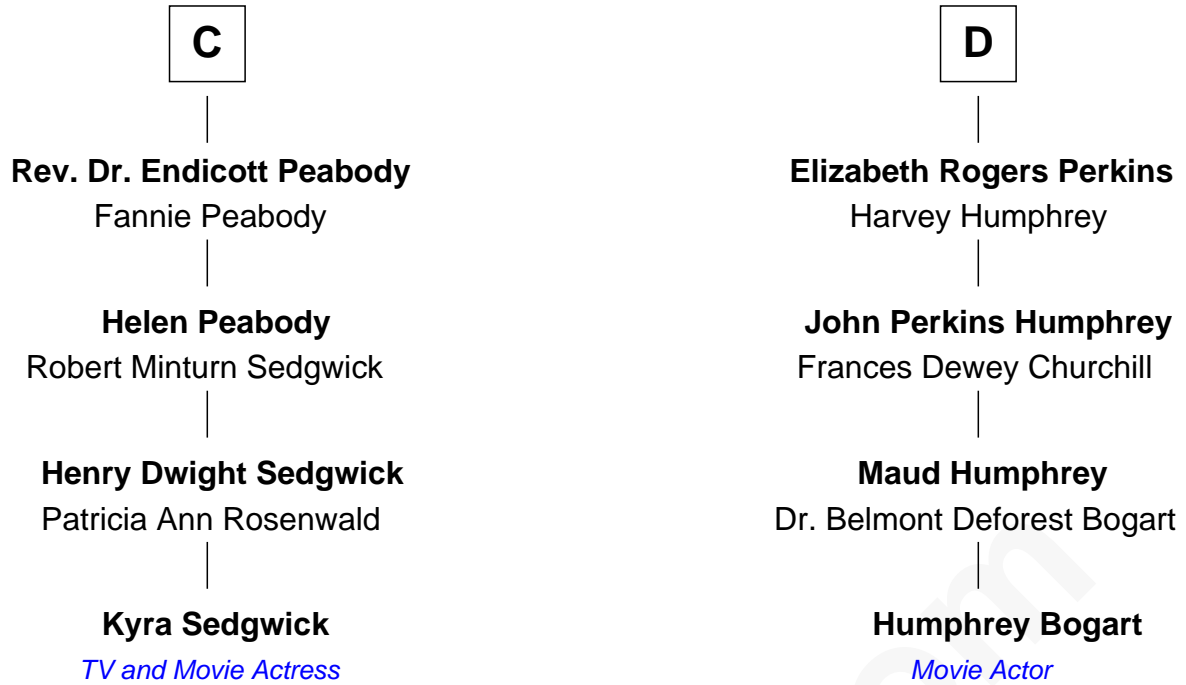 C
Rev. Dr. Endicott Peabody
Fannie Peabody
Helen Peabody
Robert Minturn Sedgwick
Henry Dwight Sedgwick
Patricia Ann Rosenwald
Kyra Sedgwick
TV and Movie Actress
D
Elizabeth Rogers Perkins
Harvey Humphrey
John Perkins Humphrey
Frances Dewey Churchill
Maud Humphrey
Dr. Belmont Deforest Bogart
Humphrey Bogart
Movie Actor
om